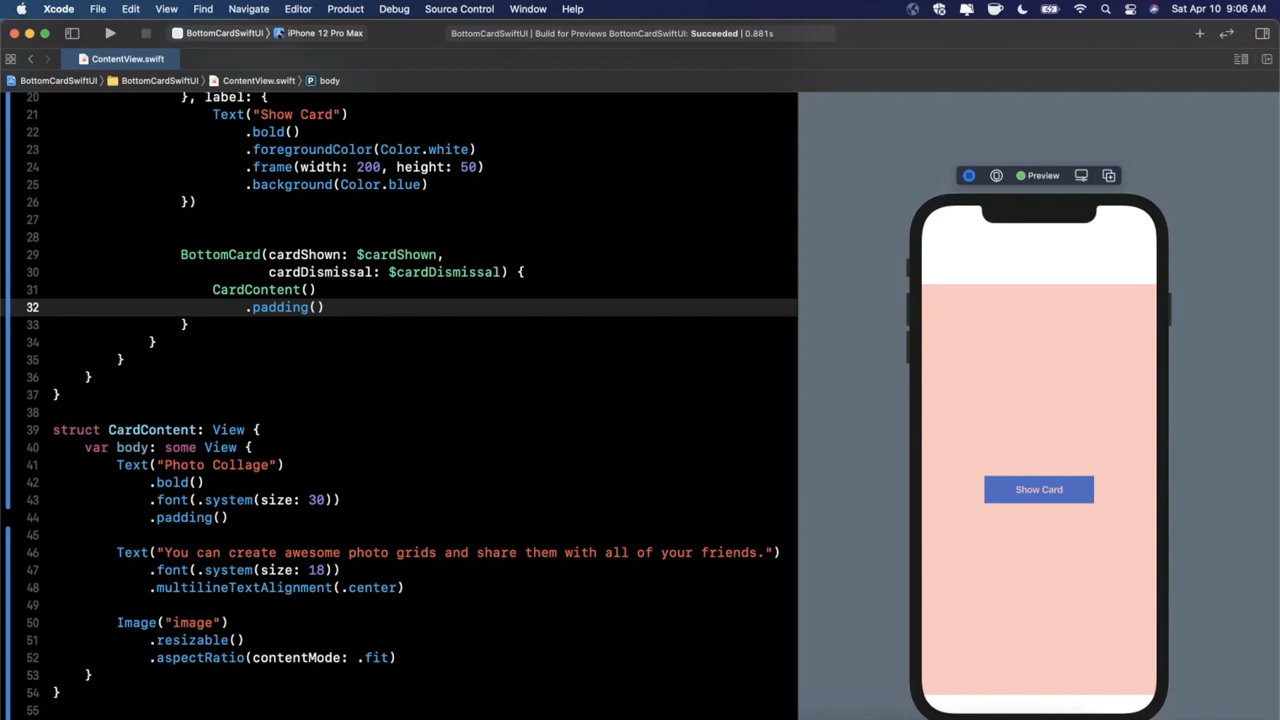 Xcode File Edit View Find Navigate Editor Product Debug Source Control Window Help Sat Apr 10 9:06 AM
BottomCardSwiftUI 〉 iPhone 12 Pro Max BottomCardSwiftUI | Build for Previews BottomCardSwiftUI: Succeeded | 0.881s
ContentView.swift
BottomCardSwiftUI 〉 BottomCardSwiftUI 〉 ContentView.swift 〉 P body
20 }, label: {
21 Text("Show Card")
22 .bold()
23 .foregroundColor(Color.white)
24 .frame(width: 200, height: 50)
25 .background(Color.blue)
26 })
27
28
29 BottomCard(cardShown: $cardShown,
30 cardDismissal: $cardDismissal) {
31 CardContent()
32 .padding()
33 }
34 }
35 }
36 }
37 }
38
39 struct CardContent: View {
40 var body: some View {
41 Text("Photo Collage")
42 .bold()
43 .font(.system(size: 30))
44 .padding()
45
46 Text("You can create awesome photo grids and share them with all of your friends.")
47 .font(.system(size: 18))
48 .multilineTextAlignment(.center)
49
50 Image("image")
51 .resizable()
52 .aspectRatio(contentMode: .fit)
53 }
54 }
55
Preview
Show Card